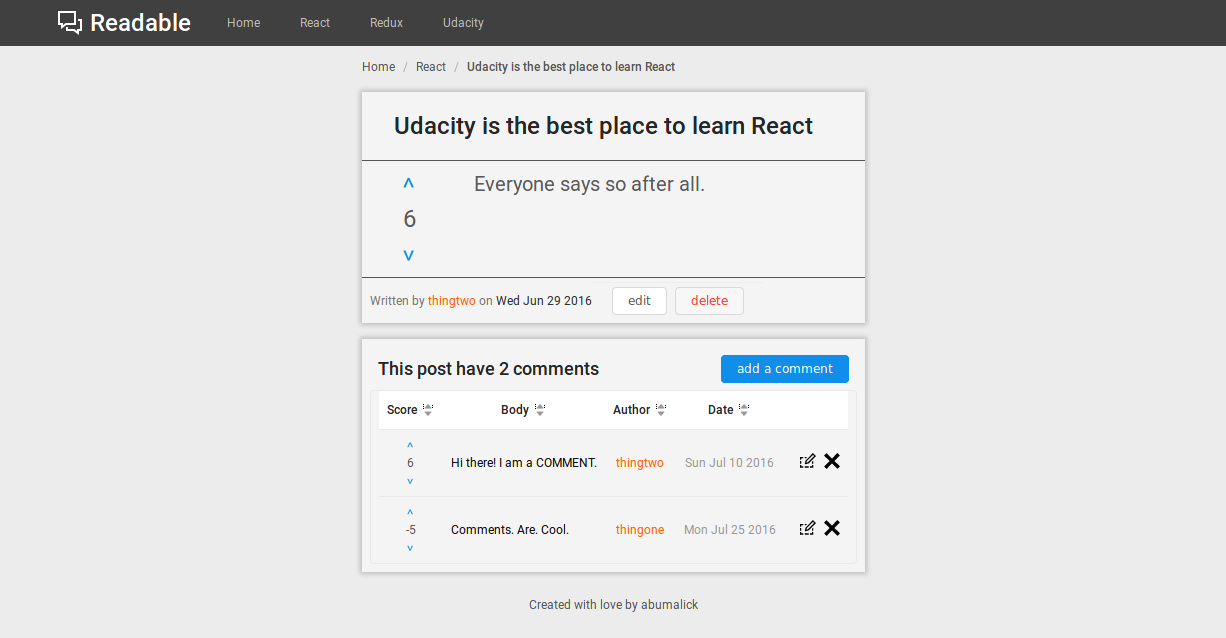 Readable Home React Redux Udacity
Home / React / Udacity is the best place to learn React
Udacity is the best place to learn React
Everyone says so after all.
6
Written by thingtwo on Wed Jun 29 2016 edit delete
This post have 2 comments add a comment
Score Body Author Date
6 Hi there! I am a COMMENT. thingtwo Sun Jul 10 2016
-5 Comments. Are. Cool. thingone Mon Jul 25 2016
Created with love by abumalick